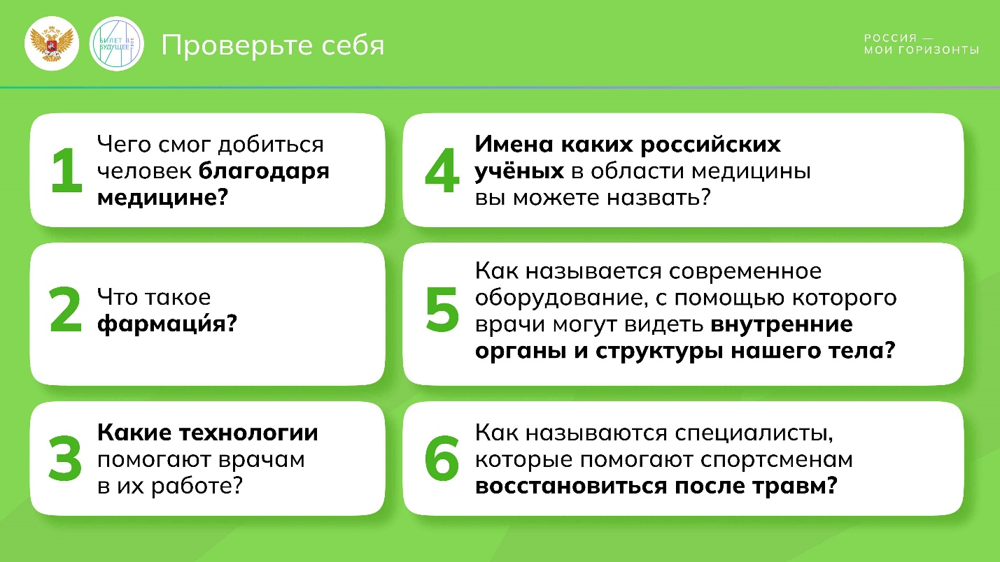 БИЛЕТ В
БУДУЩЕЕ
ТВОЁ
Проверьте себя
РОССИЯ —
МОИ ГОРИЗОНТЫ
1
Чего смог добиться
человек благодаря
медицине?
2
Что такое
фармаци́я?
3
Какие технологии
помогают врачам
в их работе?
4
Имена каких российских
учёных в области медицины
вы можете назвать?
5
Как называется современное
оборудование, с помощью которого
врачи могут видеть внутренние
органы и структуры нашего тела?
6
Как называются специалисты,
которые помогают спортсменам
восстановиться после травм?